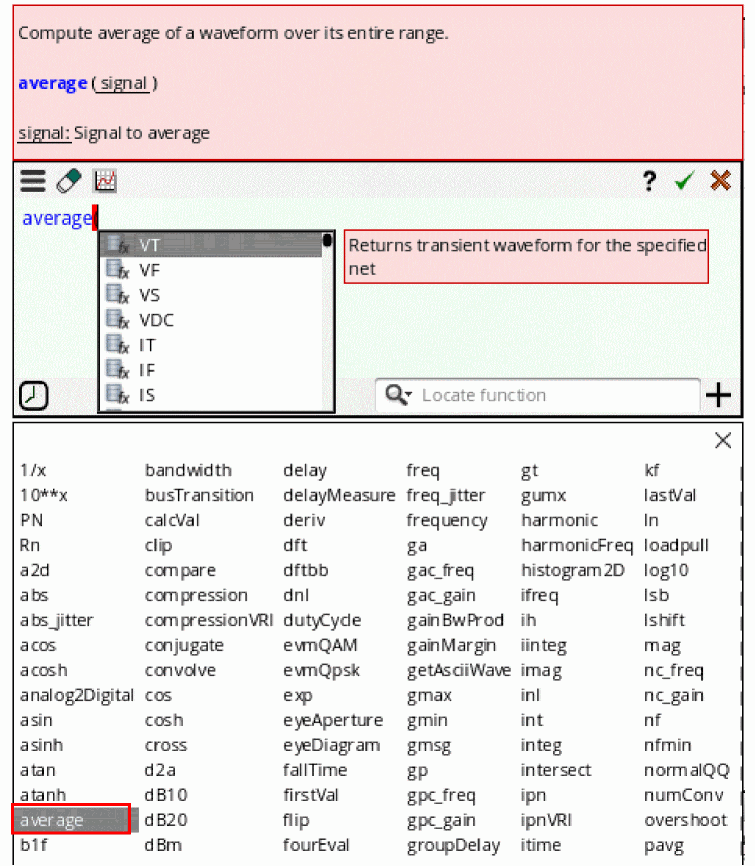 Compute average of a waveform over its entire range.
average ( signal )
signal: Signal to average
?
average(
VT
VF
VS
VDC
IT
IF
IS
Returns transient waveform for the specified
net
Locate function
1/x bandwidth delay freq gt kf
10**x busTransition delayMeasure freq_jitter gumx lastVal
PN calcVal deriv frequency harmonic ln
Rn clip dft ga harmonicFreq loadpull
a2d compare dftbb gac_freq histogram2D log10
abs compression dnl gac_gain ifreq lsb
abs_jitter compressionVRI dutyCycle gainBwProd ih lshift
acos conjugate evmQAM gainMargin iinteg mag
acosh convolve evmQpsk getAsciiWave imag nc_freq
analog2Digital cos exp gmax inl nc_gain
asin cosh eyeAperture gmin int nf
asinh cross eyeDiagram gmsg integ nfmin
atan d2a fallTime gp intersect normalQQ
atanh dB10 firstVal gpc_freq ipn numConv
average dB20 flip gpc_gain ipnVRI overshoot
b1f dBm fourEval groupDelay itime pavg